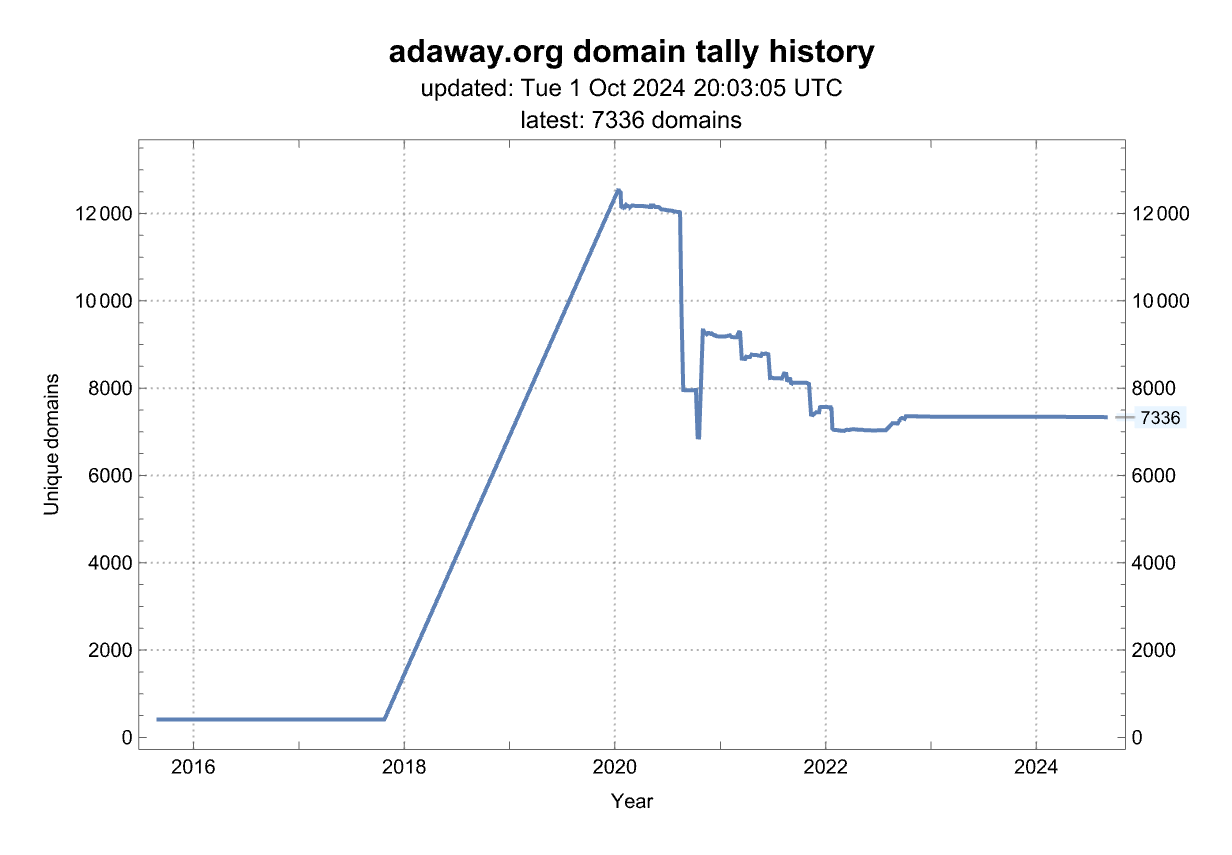 adaway.org domain tally history
updated: Tue 1 Oct 2024 20:03:05 UTC
latest: 7336 domains
12 000 12 000
10 000 10 000
8000 8000
7336
6000 6000
4000 4000
2000 2000
0 0
Unique domains
2016 2018 2020 2022 2024
Year